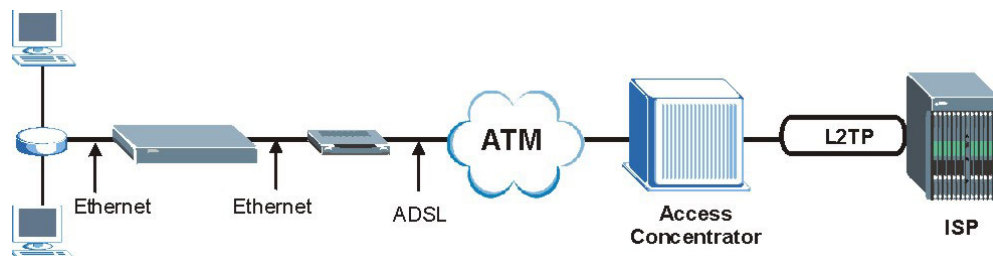 Ethernet
Ethernet
ADSL
ATM
Access
Concentrator
L2TP
ISP